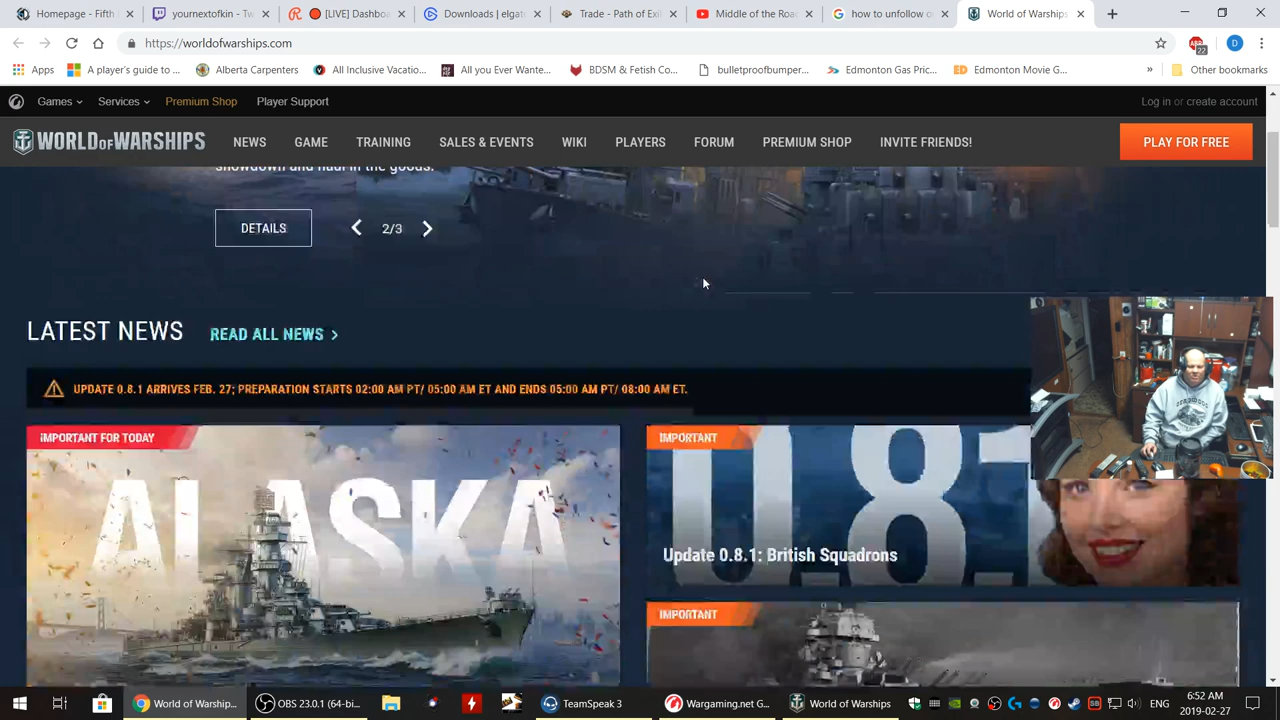 Homepage - Fifth
yournextofkin - Tw
[LIVE] Dashboa
Downloads | elgat
Trade - Path of Exil
Middle of the Roa
how to unfollow o
World of Warships
https://worldofwarships.com
ABP
22
D
Apps
A player's guide to ...
Alberta Carpenters
All Inclusive Vacatio...
All you Ever Wante...
BDSM & Fetish Co...
bulletproofbumper...
Edmonton Gas Pric...
ED
Edmonton Movie G...
»
Other bookmarks
Games
Services
Premium Shop
Player Support
Log in or create account
WORLD OF WARSHIPS
NEWS
GAME
TRAINING
SALES & EVENTS
WIKI
PLAYERS
FORUM
PREMIUM SHOP
INVITE FRIENDS!
PLAY FOR FREE
showdown and haul in the goods.
DETAILS
2/3
LATEST NEWS
READ ALL NEWS >
UPDATE 0.8.1 ARRIVES FEB. 27; PREPARATION STARTS 02:00 AM PT/ 05:00 AM ET AND ENDS 05:00 AM PT/ 08:00 AM ET.
IMPORTANT FOR TODAY
ALASKA
IMPORTANT
0.8.1
Update 0.8.1: British Squadrons
IMPORTANT
World of Warship...
OBS 23.0.1 (64-bi...
TeamSpeak 3
Wargaming.net G...
World of Warships
ENG
6:52 AM
2019-02-27